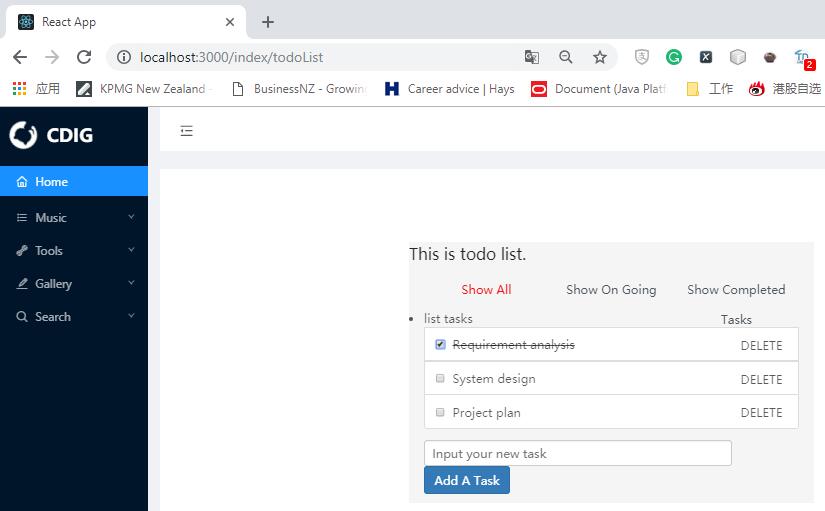 React App
localhost:3000/index/todoList
2
应用
KPMG New Zealand
BusinessNZ - Growing
Career advice | Hays
Document (Java Platf
工作
港股自选
CDIG
Home
Music
Tools
Gallery
Search
This is todo list.
Show All Show On Going Show Completed
list tasks Tasks
Requirement analysis DELETE
System design DELETE
Project plan DELETE
Input your new task
Add A Task